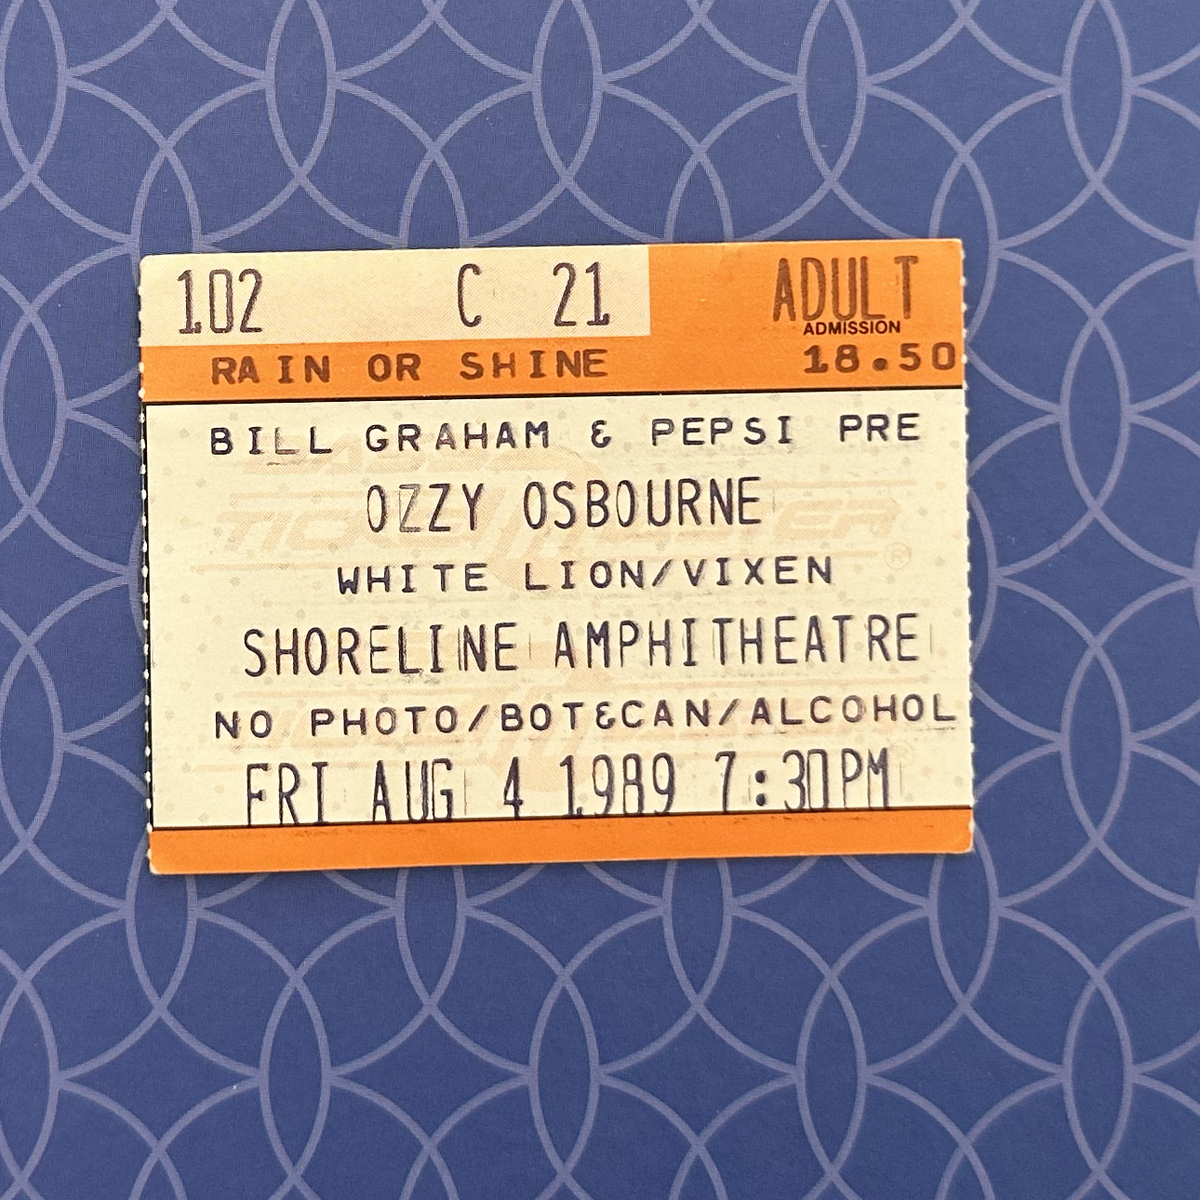 102 C 21 ADULT
ADMISSION
RAIN OR SHINE 18.50
BILL GRAHAM & PEPSI PRE
OZZY OSBOURNE
WHITE LION/VIXEN
SHORELINE AMPHITHEATRE
NO PHOTO/BOT&CAN/ALCOHOL
FRI AUG 4 1989 7:30PM